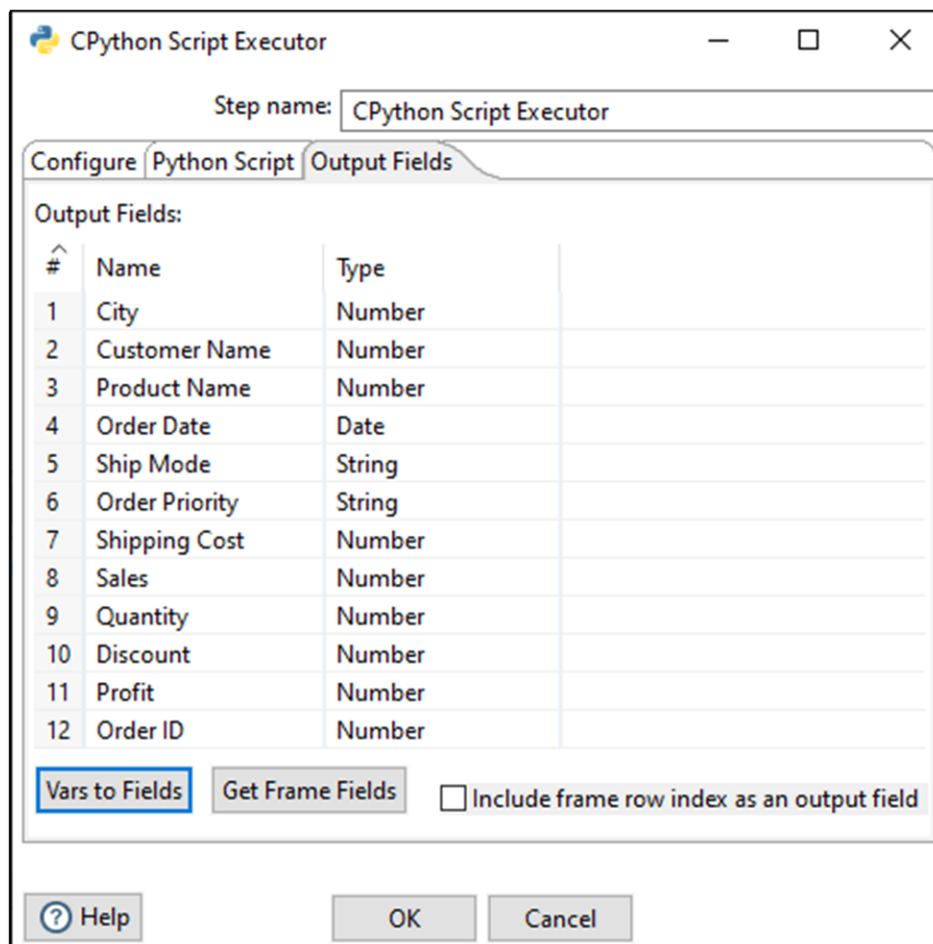 CPython Script Executor
Step name: CPython Script Executor
Configure Python Script Output Fields
Output Fields:
# Name Type
1 City Number
2 Customer Name Number
3 Product Name Number
4 Order Date Date
5 Ship Mode String
6 Order Priority String
7 Shipping Cost Number
8 Sales Number
9 Quantity Number
10 Discount Number
11 Profit Number
12 Order ID Number
Vars to Fields Get Frame Fields Include frame row index as an output field
? Help OK Cancel